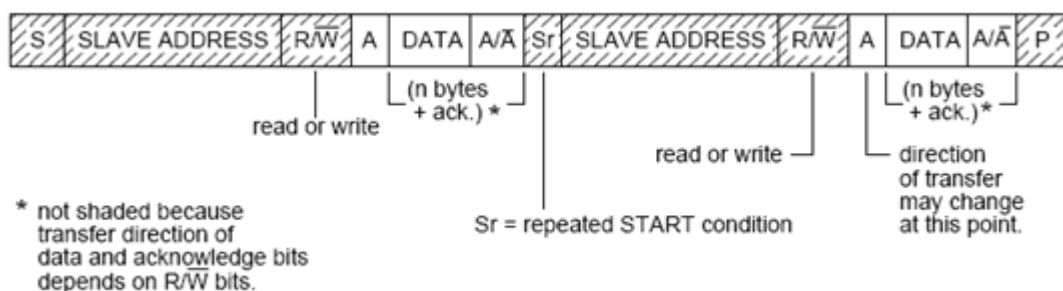 S SLAVE ADDRESS R/W̅ A DATA A/A̅ Sr SLAVE ADDRESS R/W̅ A DATA A/A̅ P
(n bytes
+ ack.) *
read or write
(n bytes
+ ack.) *
read or write
direction
of transfer
may change
at this point.
Sr = repeated START condition
* not shaded because
transfer direction of
data and acknowledge bits
depends on R/W̅ bits.